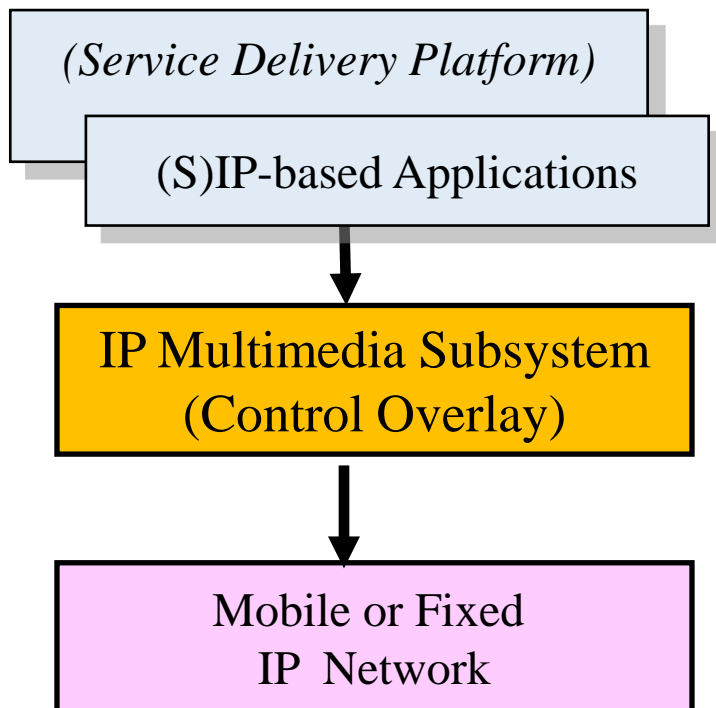 (Service Delivery Platform)
(S)IP-based Applications
IP Multimedia Subsystem
(Control Overlay)
Mobile or Fixed
IP Network